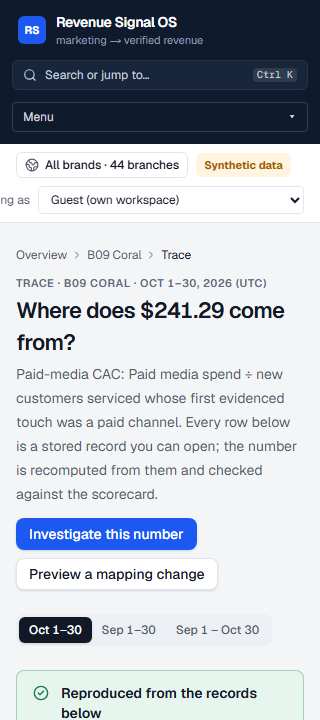 RS
Revenue Signal OS
marketing → verified revenue
Search or jump to…
Ctrl K
Menu
All brands · 44 branches
Synthetic data
ng as
Guest (own workspace)
Overview > B09 Coral > Trace
TRACE · B09 CORAL · OCT 1–30, 2026 (UTC)
Where does $241.29 come
from?
Paid-media CAC: Paid media spend ÷ new
customers serviced whose first evidenced
touch was a paid channel. Every row below
is a stored record you can open; the number
is recomputed from them and checked
against the scorecard.
Investigate this number
Preview a mapping change
Oct 1–30
Sep 1–30
Sep 1 – Oct 30
Reproduced from the records
below